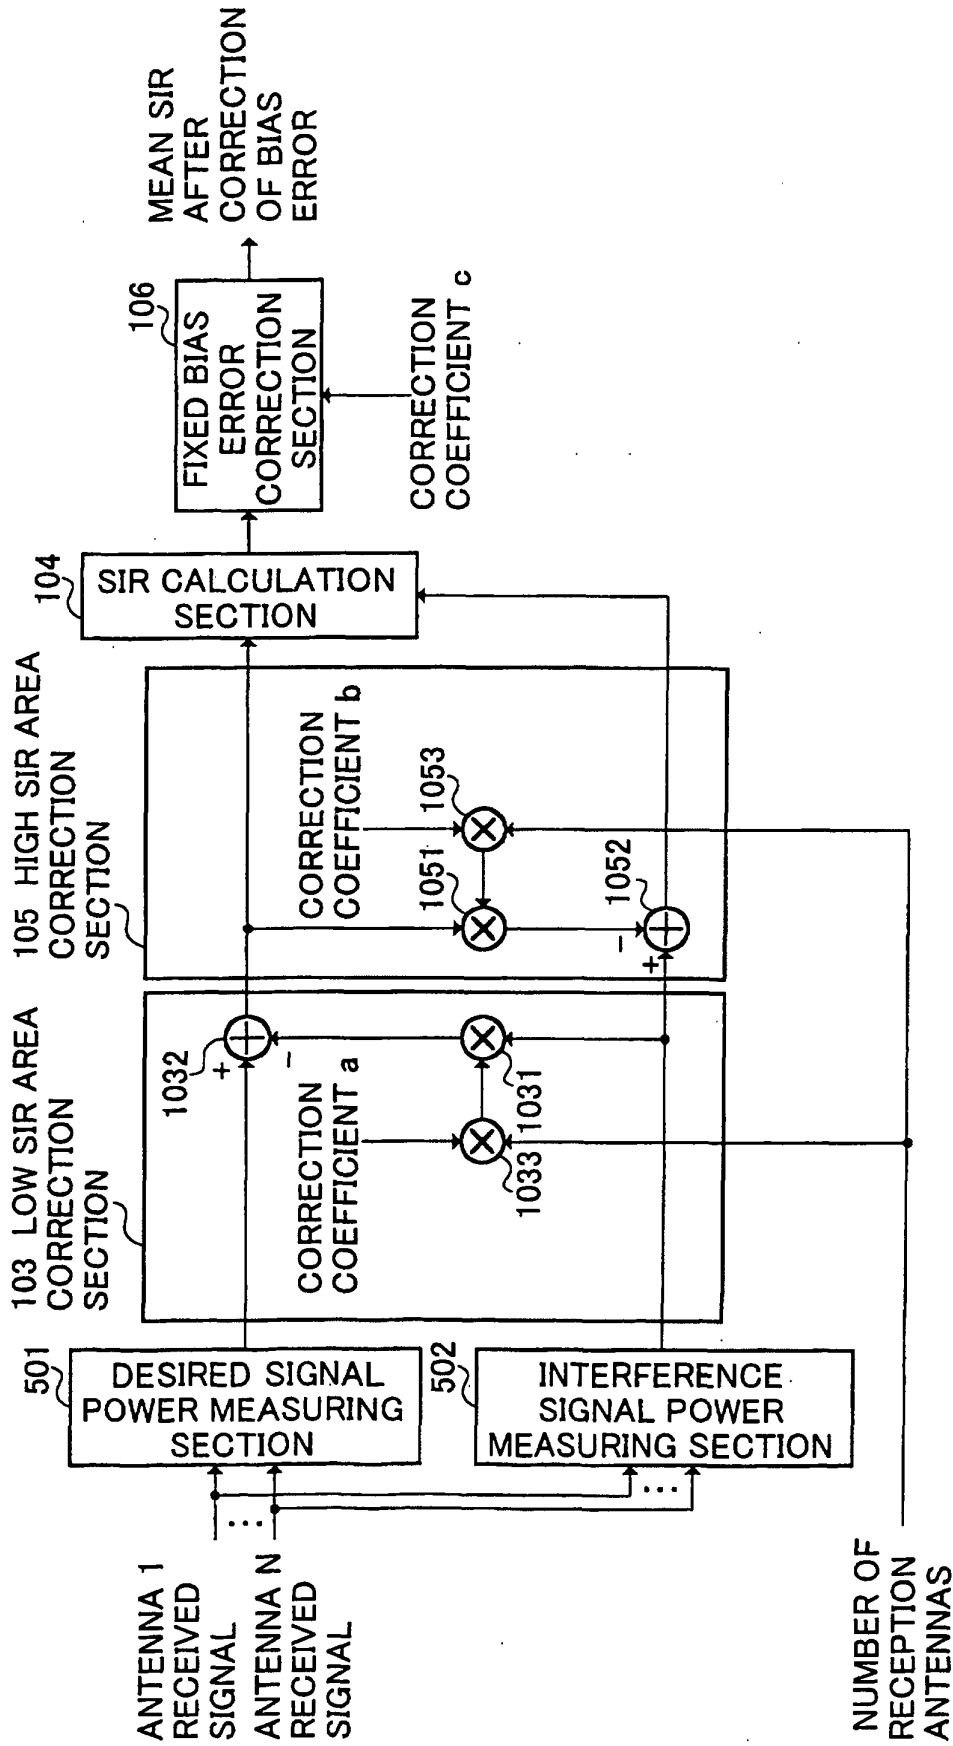 ANTENNA 1
RECEIVED
SIGNAL
ANTENNA N
RECEIVED
SIGNAL
NUMBER OF
RECEPTION
ANTENNAS
501
DESIRED SIGNAL
POWER MEASURING
SECTION
502
INTERFERENCE
SIGNAL POWER
MEASURING SECTION
103 LOW SIR AREA
CORRECTION
SECTION
1032
+
−
CORRECTION
COEFFICIENT a
1033
1031
105 HIGH SIR AREA
CORRECTION
SECTION
CORRECTION
COEFFICIENT b
1051
1053
1052
−
+
104
SIR CALCULATION
SECTION
106
FIXED BIAS
ERROR
CORRECTION
SECTION
CORRECTION
COEFFICIENT c
MEAN SIR
AFTER
CORRECTION
OF BIAS
ERROR